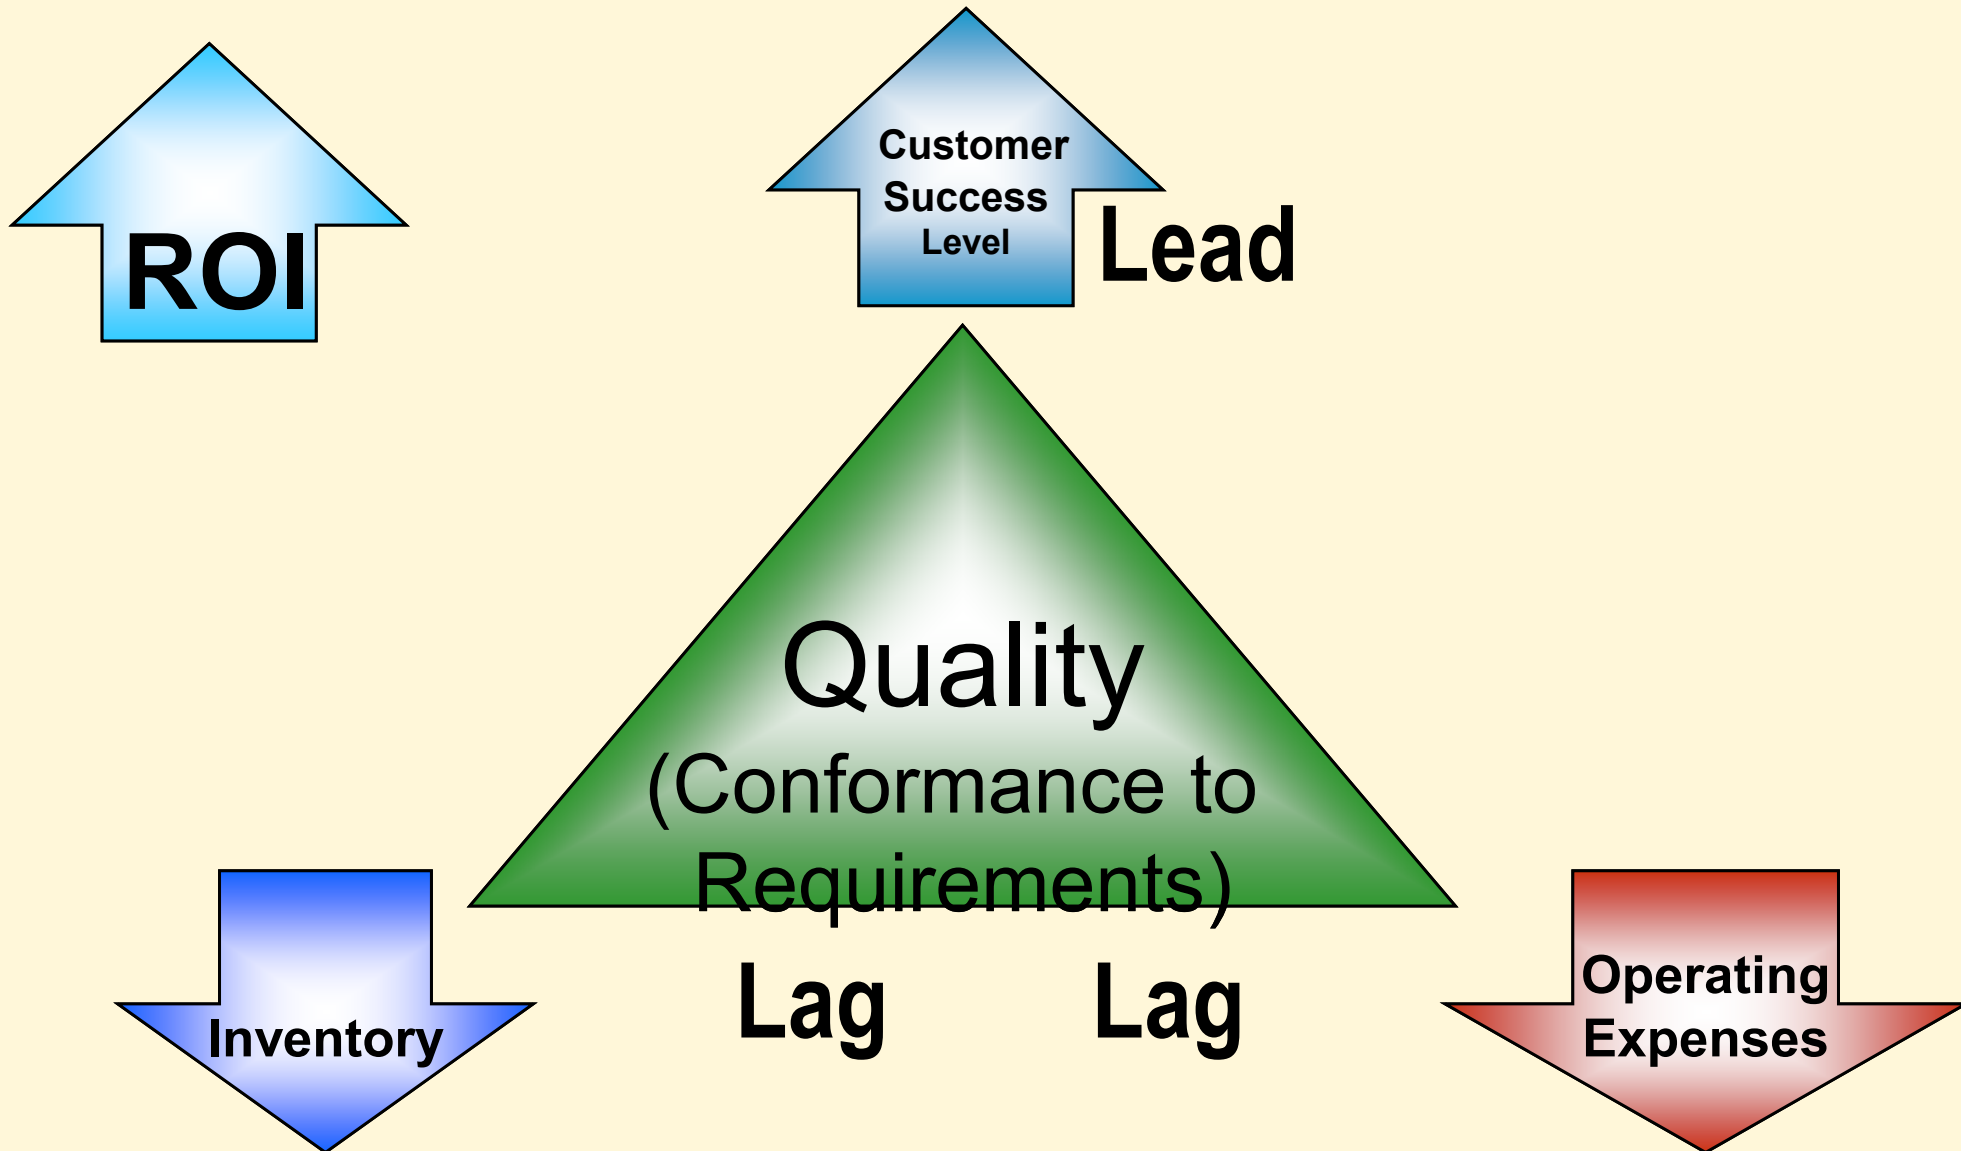 ROI
Customer
Success
Level
Lead
Quality
(Conformance to
Requirements)
Inventory
Lag
Lag
Operating
Expenses